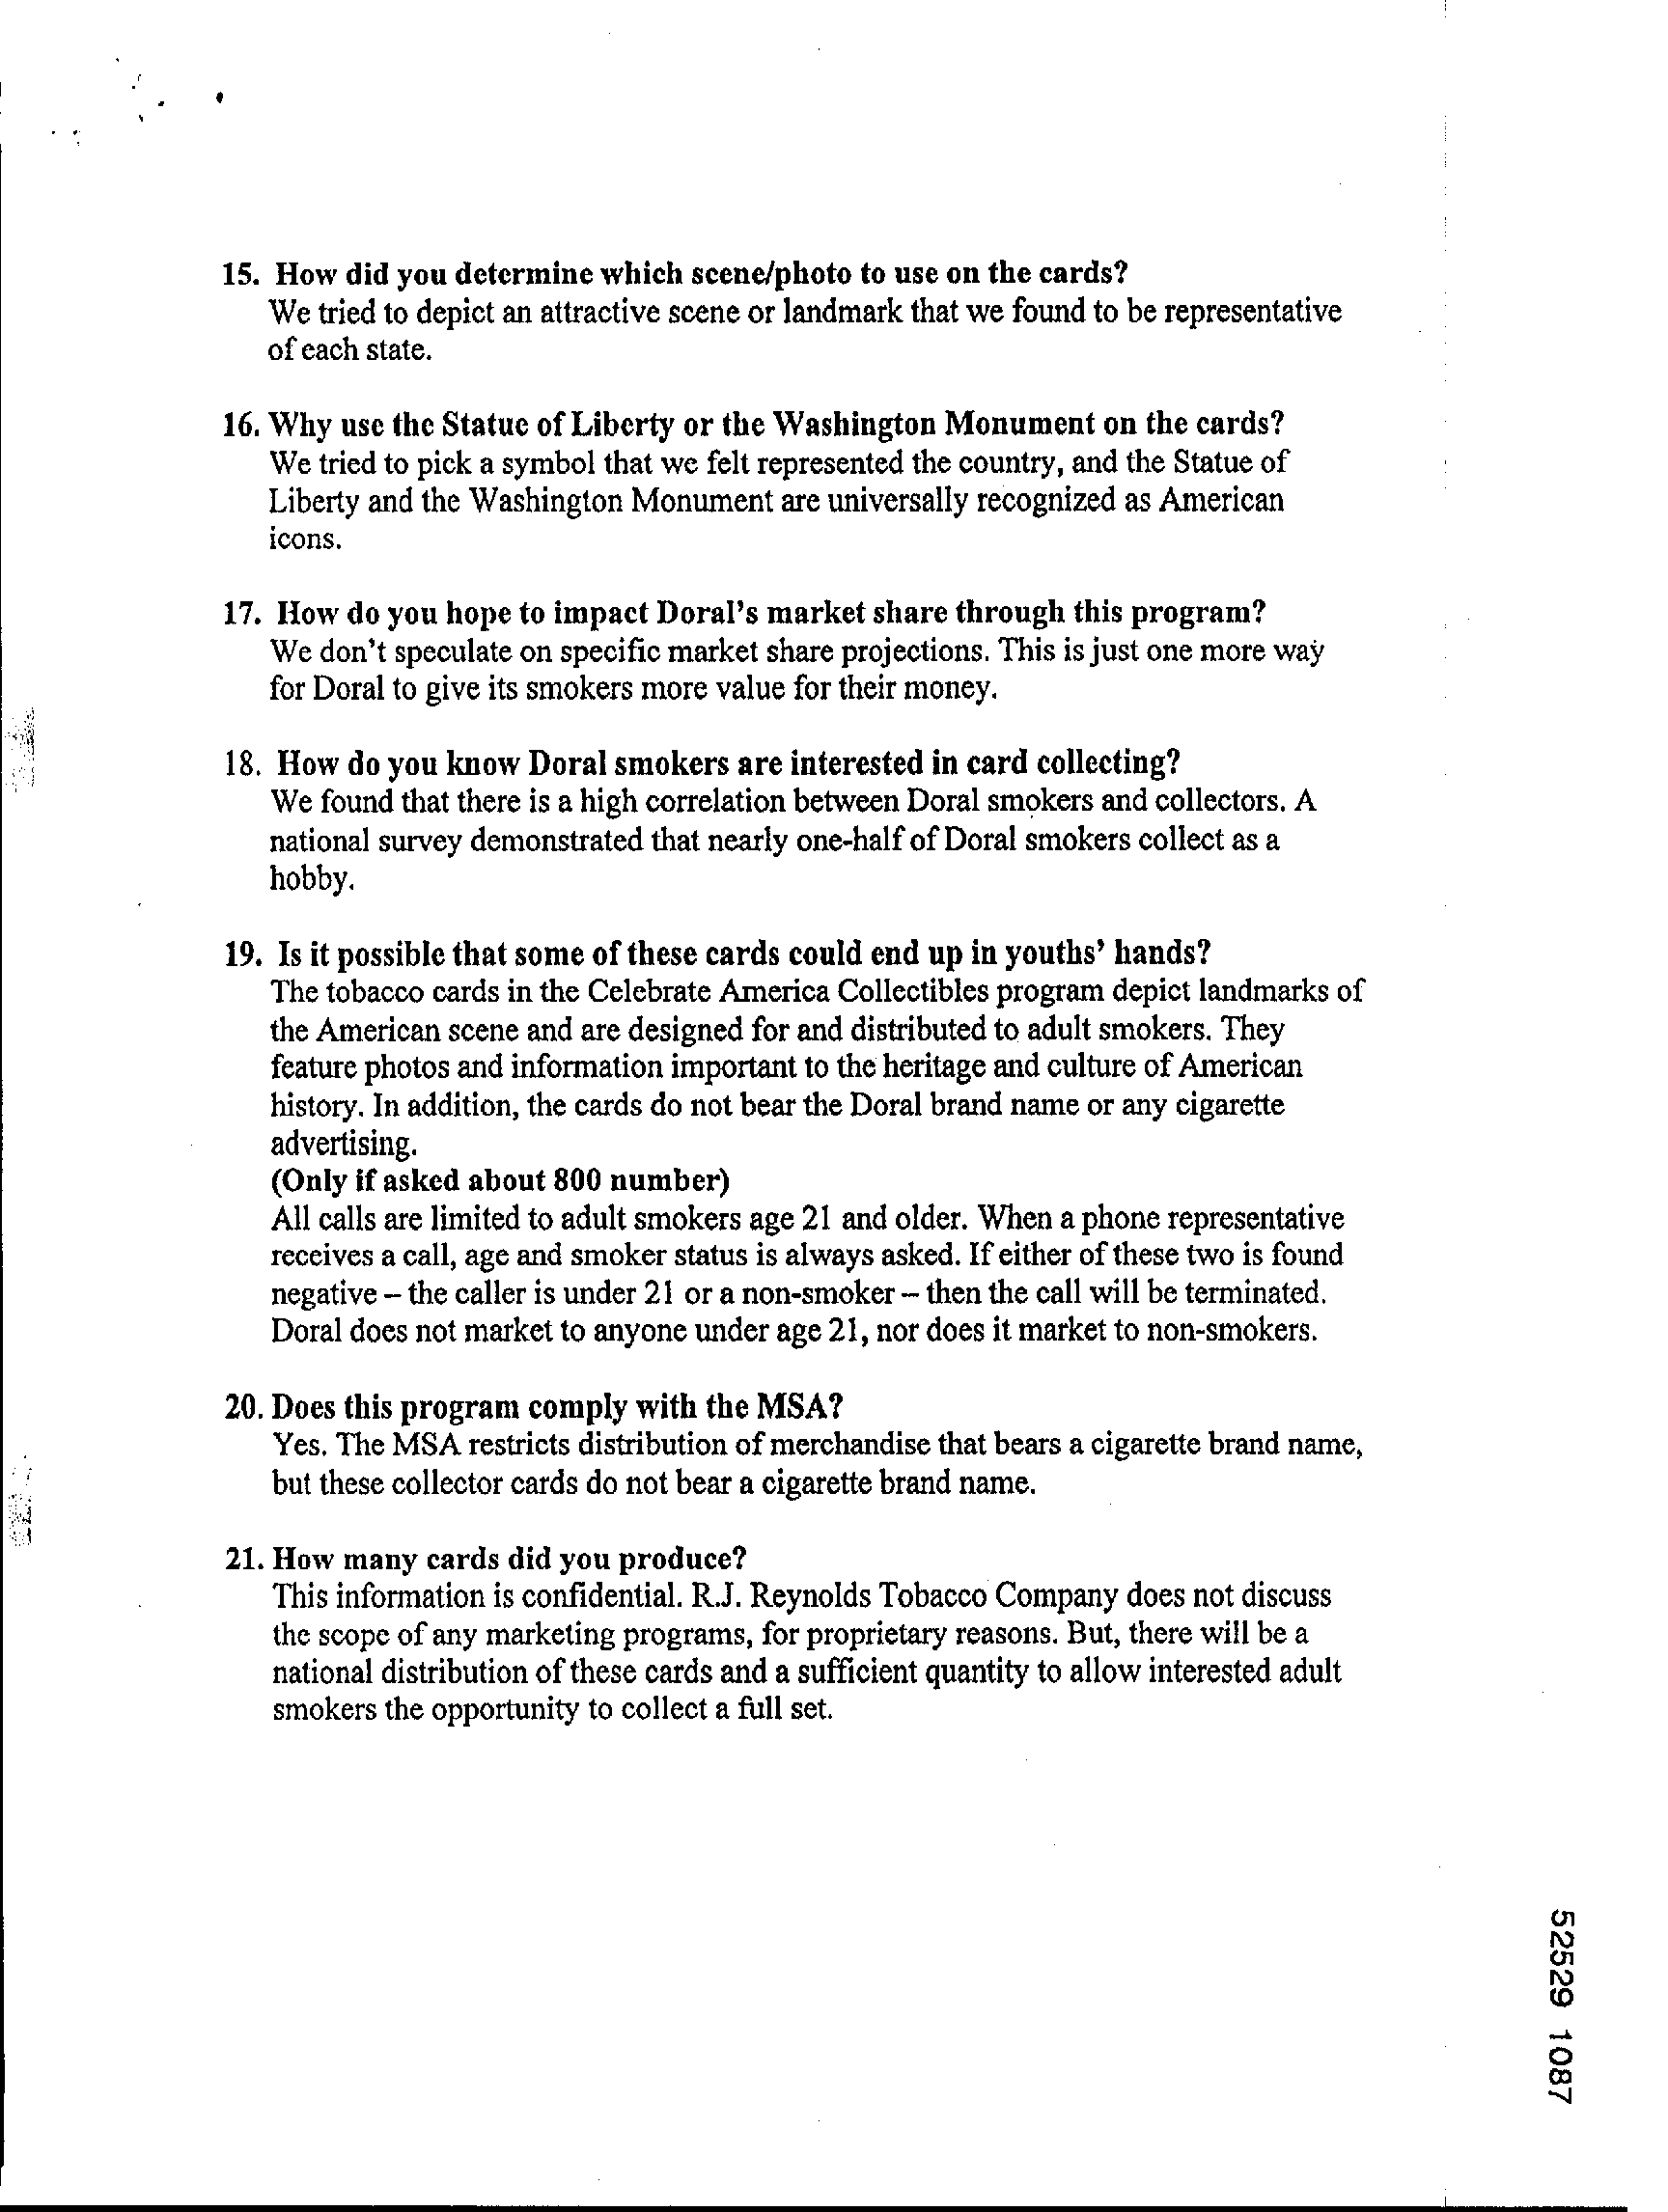 15. How did you determine which scene/photo to use on the cards?
We tried to depict an attractive scene or landmark that we found to be representative
of each state.
16. Why use the Statue of Liberty or the Washington Monument on the cards?
We tried to pick a symbol that we felt represented the country, and the Statue of
Liberty and the Washington Monument are universally recognized as American
icons.
17. How do you hope to impact Doral's market share through this program?
We don't speculate on specific market share projections. This is just one more way
for Doral to give its smokers more value for their money.
18. How do you know Doral smokers are interested in card collecting?
We found that there is a high correlation between Doral smokers and collectors. A
national survey demonstrated that nearly one-half of Doral smokers collect as a
hobby.
19. Is it possible that some of these cards could end up in youths' hands?
The tobacco cards in the Celebrate America Collectibles program depict landmarks of
the American scene and are designed for and distributed to adult smokers. They
feature photos and information important to the heritage and culture of American
history. In addition, the cards do not bear the Doral brand name or any cigarette
advertising.
(Only if asked about 800 number)
All calls are limited to adult smokers age 21 and older. When a phone representative
receives a call, age and smoker status is always asked. If either of these two is found
negative – the caller is under 21 or a non-smoker – then the call will be terminated.
Doral does not market to anyone under age 21, nor does it market to non-smokers.
20. Does this program comply with the MSA?
Yes. The MSA restricts distribution of merchandise that bears a cigarette brand name,
but these collector cards do not bear a cigarette brand name.
21. How many cards did you produce?
This information is confidential. R.J. Reynolds Tobacco Company does not discuss
the scope of any marketing programs, for proprietary reasons. But, there will be a
national distribution of these cards and a sufficient quantity to allow interested adult
smokers the opportunity to collect a full set.
52529 1087